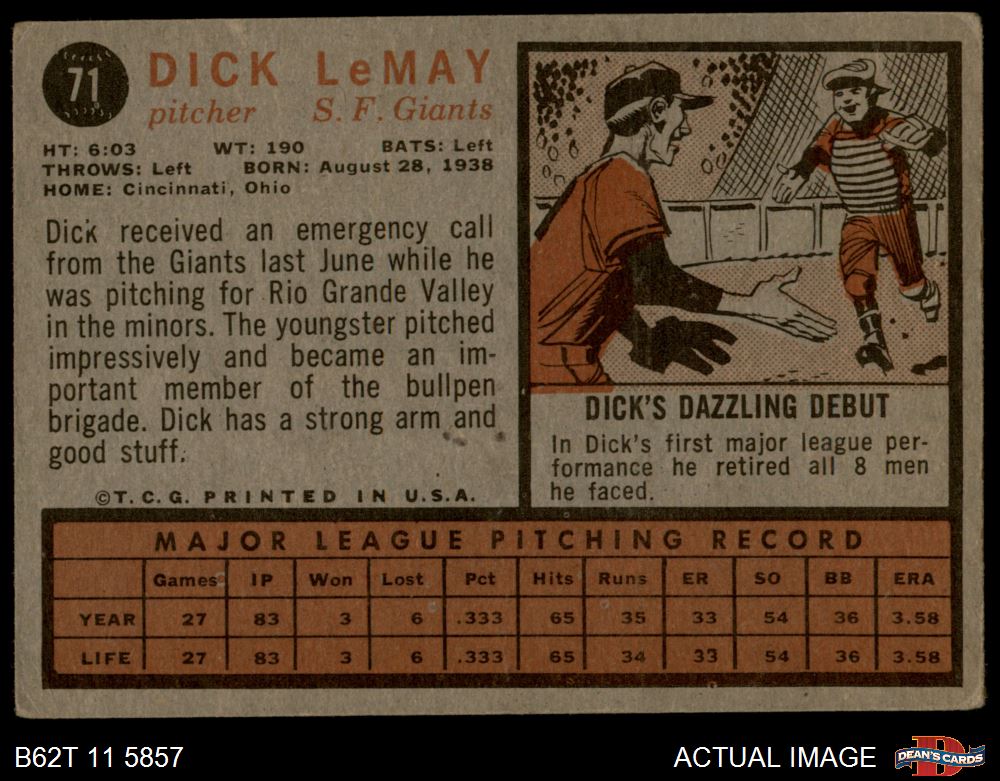 71
DICK LeMAY
pitcher S. F. Giants
HT: 6:03 WT: 190 BATS: Left
THROWS: Left BORN: August 28, 1938
HOME: Cincinnati, Ohio
Dick received an emergency call
from the Giants last June while he
was pitching for Rio Grande Valley
in the minors. The youngster pitched
impressively and became an im-
portant member of the bullpen
brigade. Dick has a strong arm and
good stuff.
©T. C. G. PRINTED IN U.S.A.
DICK'S DAZZLING DEBUT
In Dick's first major league per-
formance he retired all 8 men
he faced.
MAJOR LEAGUE PITCHING RECORD
Games IP Won Lost Pct Hits Runs ER SO BB ERA
YEAR 27 83 3 6 .333 65 35 33 54 36 3.58
LIFE 27 83 3 6 .333 65 34 33 54 36 3.58
B62T 11 5857 ACTUAL IMAGE
D
DEAN'S CARDS